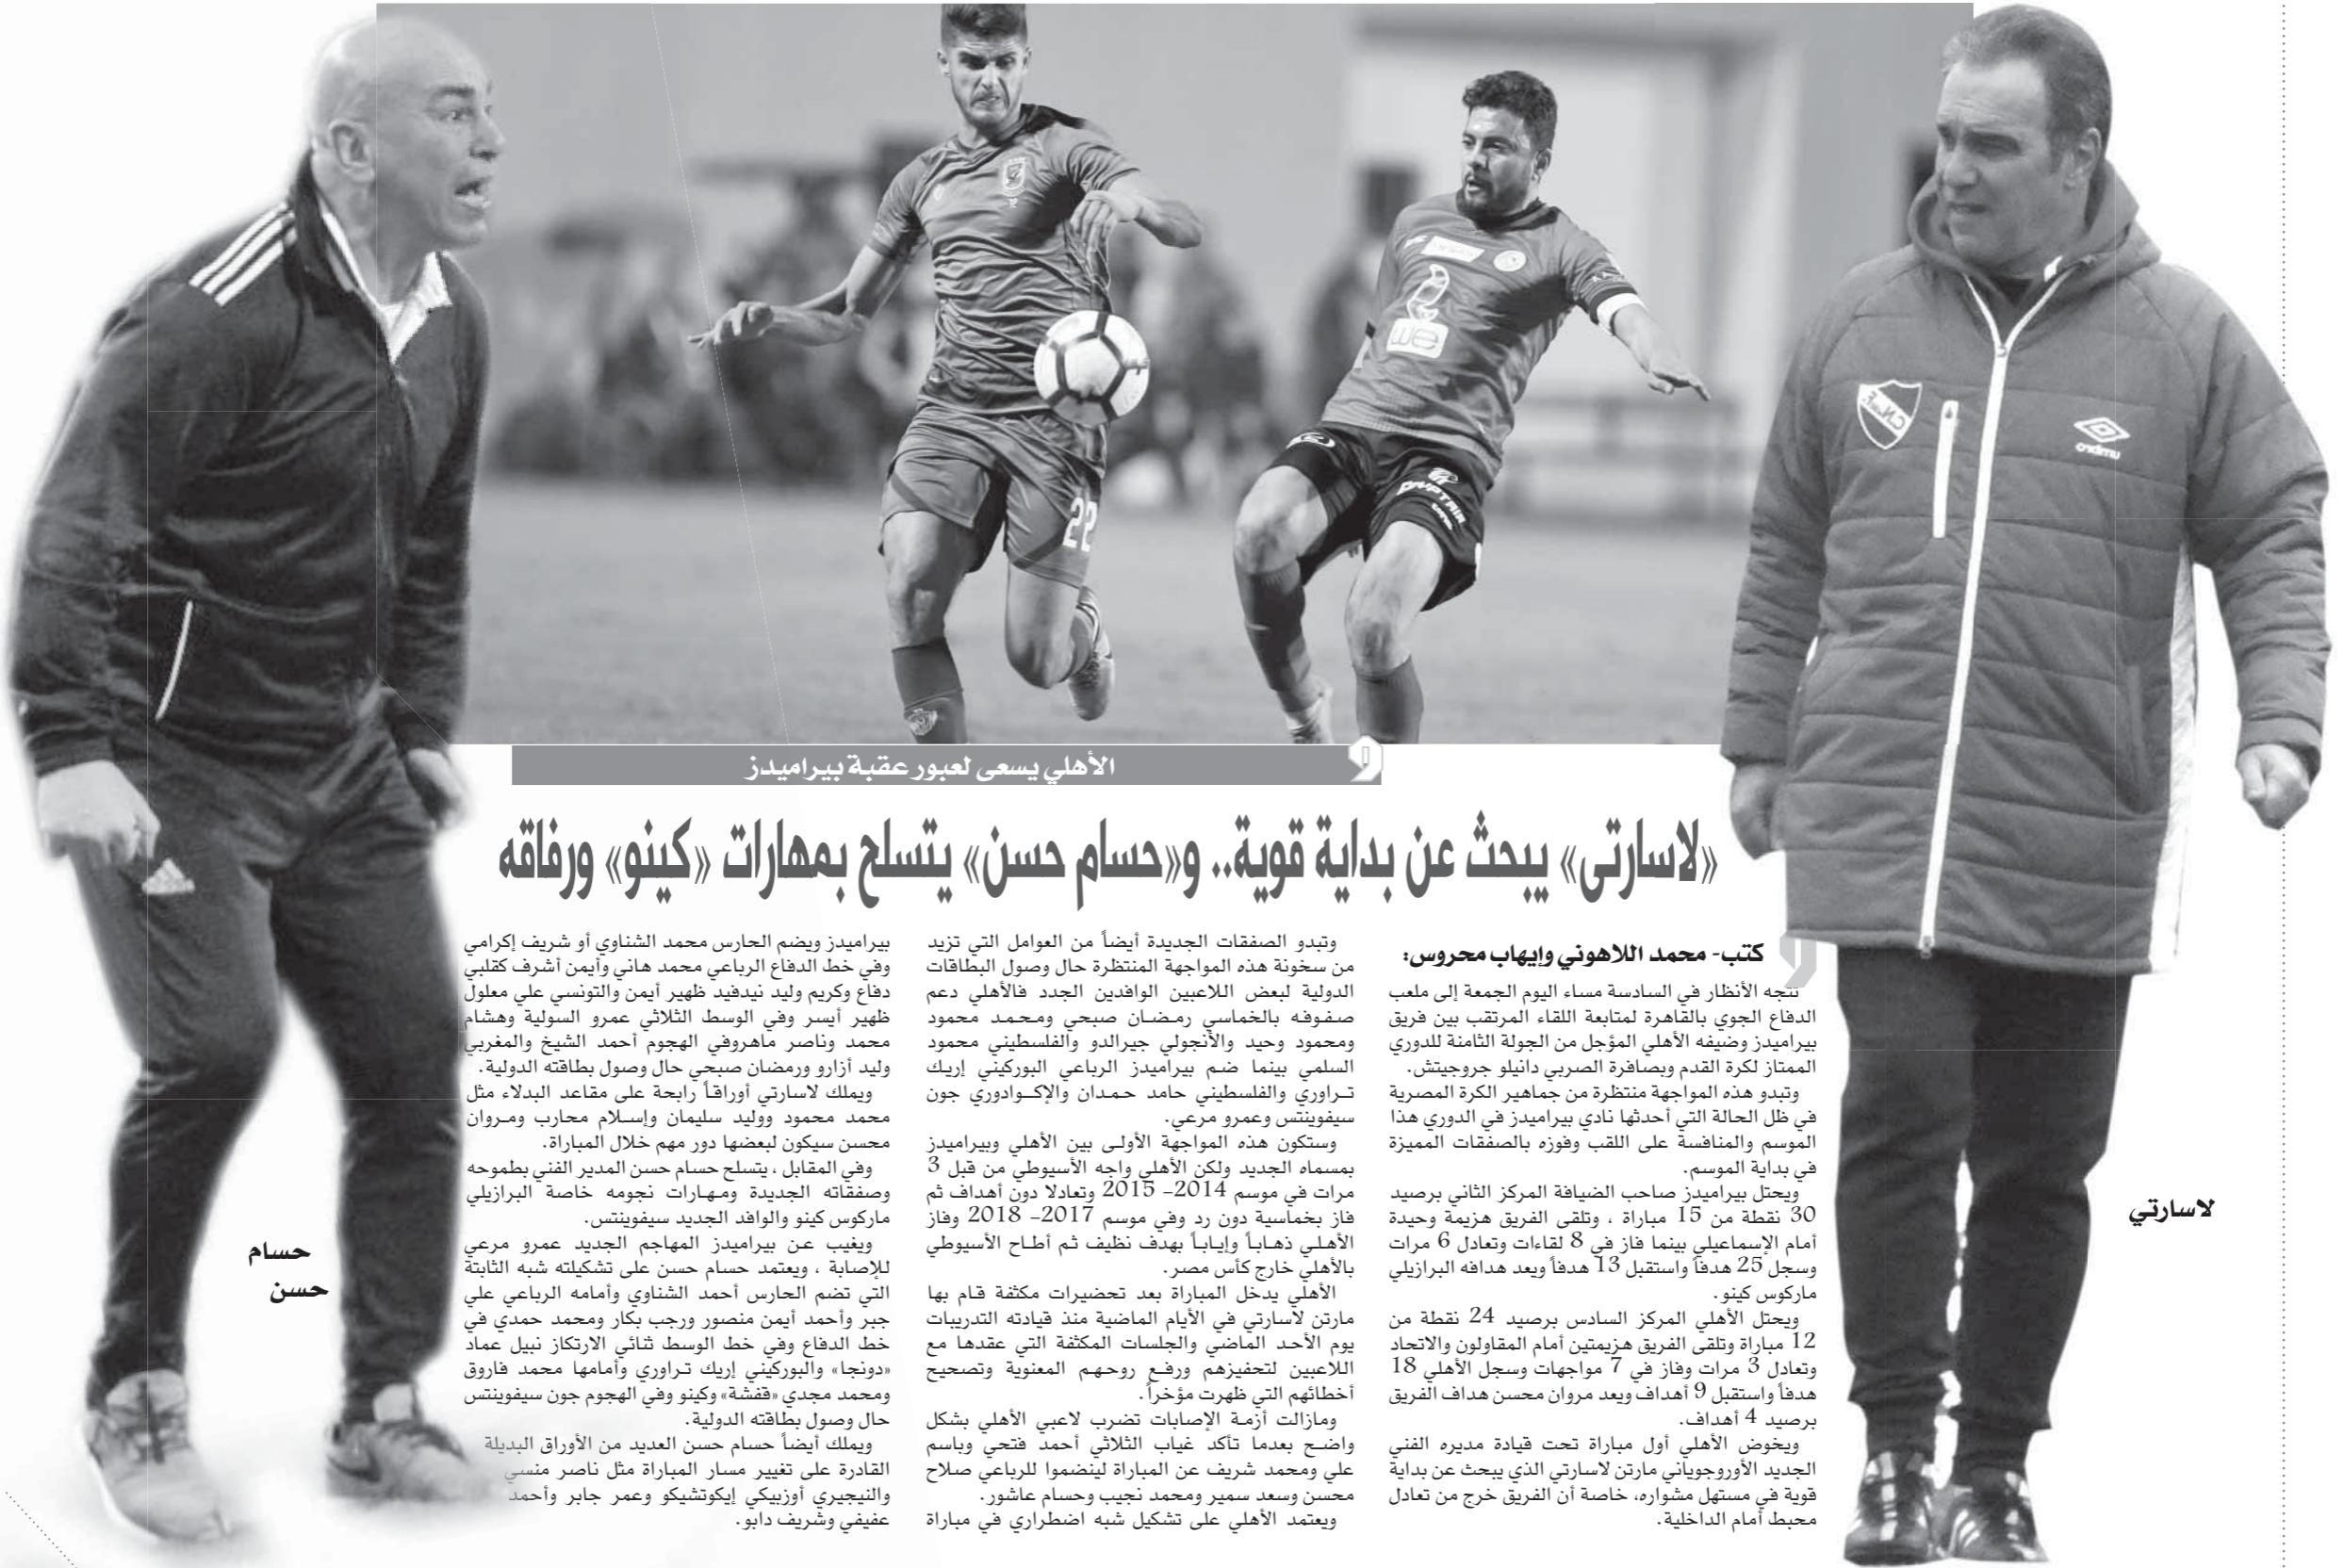 الأهلي يسعى لعبور عقبة بيراميدز
«لاسارتى» يبحث عن بداية قوية.. و«حسام حسن» يتسلح بمهارات «كينو» ورفاقه
كتب- محمد اللاهوني وإيهاب محروس:
تتجه الأنظار في السادسة مساء اليوم الجمعة إلى ملعب
الدفاع الجوي بالقاهرة لمتابعة اللقاء المرتقب بين فريق
بيراميدز وضيفه الأهلي المؤجل من الجولة الثامنة للدوري
الممتاز لكرة القدم وبصافرة الصربي دانيلو جروجيتش.
وتبدو هذه المواجهة منتظرة من جماهير الكرة المصرية
في ظل الحالة التي أحدثها نادي بيراميدز في الدوري هذا
الموسم والمنافسة على اللقب وفوزه بالصفقات المميزة
في بداية الموسم.
ويحتل بيراميدز صاحب الضيافة المركز الثاني برصيد
30 نقطة من 15 مباراة ، وتلقى الفريق هزيمة وحيدة
أمام الإسماعيلي بينما فاز في 8 لقاءات وتعادل 6 مرات
وسجل 25 هدفاً واستقبل 13 هدفاً ويعد هدافه البرازيلي
ماركوس كينو.
ويحتل الأهلي المركز السادس برصيد 24 نقطة من
12 مباراة وتلقى الفريق هزيمتين أمام المقاولون والاتحاد
وتعادل 3 مرات وفاز في 7 مواجهات وسجل الأهلي 18
هدفاً واستقبل 9 أهداف ويعد مروان محسن هداف الفريق
برصيد 4 أهداف.
ويخوض الأهلي أول مباراة تحت قيادة مديره الفني
الجديد الأوروجوياني مارتن لاسارتي الذي يبحث عن بداية
قوية في مستهل مشواره، خاصة أن الفريق خرج من تعادل
محبط أمام الداخلية.
وتبدو الصفقات الجديدة أيضاً من العوامل التي تزيد
من سخونة هذه المواجهة المنتظرة حال وصول البطاقات
الدولية لبعض اللاعبين الوافدين الجدد فالأهلي دعم
صفوفه بالخماسي رمضان صبحي ومحمد محمود
ومحمود وحيد والأنجولي جيرالدو والفلسطيني محمود
السلمي بينما ضم بيراميدز الرباعي البوركيني إريك
تراوري والفلسطيني حامد حمدان والإكوادوري جون
سيفوينتس وعمرو مرعي.
وستكون هذه المواجهة الأولى بين الأهلي وبيراميدز
بمسماه الجديد ولكن الأهلي واجه الأسيوطي من قبل 3
مرات في موسم 2014- 2015 وتعادلا دون أهداف ثم
فاز بخماسية دون رد وفي موسم 2017- 2018 وفاز
الأهلي ذهاباً وإياباً بهدف نظيف ثم أطاح الأسيوطي
بالأهلي خارج كأس مصر.
الأهلي يدخل المباراة بعد تحضيرات مكثفة قام بها
مارتن لاسارتي في الأيام الماضية منذ قيادته التدريبات
يوم الأحد الماضي والجلسات المكثفة التي عقدها مع
اللاعبين لتحفيزهم ورفع روحهم المعنوية وتصحيح
أخطائهم التي ظهرت مؤخراً.
ومازالت أزمة الإصابات تضرب لاعبي الأهلي بشكل
واضح بعدما تأكد غياب الثلاثي أحمد فتحي وباسم
علي ومحمد شريف عن المباراة لينضموا للرباعي صلاح
محسن وسعد سمير ومحمد نجيب وحسام عاشور.
ويعتمد الأهلي على تشكيل شبه اضطراري في مباراة
بيراميدز ويضم الحارس محمد الشناوي أو شريف إكرامي
وفي خط الدفاع الرباعي محمد هاني وأيمن أشرف كقلبي
دفاع وكريم وليد نيدفيد ظهير أيمن والتونسي علي معلول
ظهير أيسر وفي الوسط الثلاثي عمرو السولية وهشام
محمد وناصر ماهروفي الهجوم أحمد الشيخ والمغربي
وليد أزارو ورمضان صبحي حال وصول بطاقته الدولية.
ويملك لاسارتي أوراقاً رابحة على مقاعد البدلاء مثل
محمد محمود ووليد سليمان وإسلام محارب ومروان
محسن سيكون لبعضها دور مهم خلال المباراة.
وفي المقابل ، يتسلح حسام حسن المدير الفني بطموحه
وصفقاته الجديدة ومهارات نجومه خاصة البرازيلي
ماركوس كينو والوافد الجديد سيفوينتس.
ويغيب عن بيراميدز المهاجم الجديد عمرو مرعي
للإصابة ، ويعتمد حسام حسن على تشكيلته شبه الثابتة
التي تضم الحارس أحمد الشناوي وأمامه الرباعي علي
جبر وأحمد أيمن منصور ورجب بكار ومحمد حمدي في
خط الدفاع وفي خط الوسط ثنائي الارتكاز نبيل عماد
«دونجا» والبوركيني إريك تراوري وأمامها محمد فاروق
ومحمد مجدي «قفشة» وكينو وفي الهجوم جون سيفوينتس
حال وصول بطاقته الدولية.
ويملك أيضاً حسام حسن العديد من الأوراق البديلة
القادرة على تغيير مسار المباراة مثل ناصر منسي
والنيجيري أوزبيكي إيكوتشيكو وعمر جابر وأحمد
عفيفي وشريف دابو.
لاسارتي
حسام
حسن
22
we
EGYPTAIR
umbro